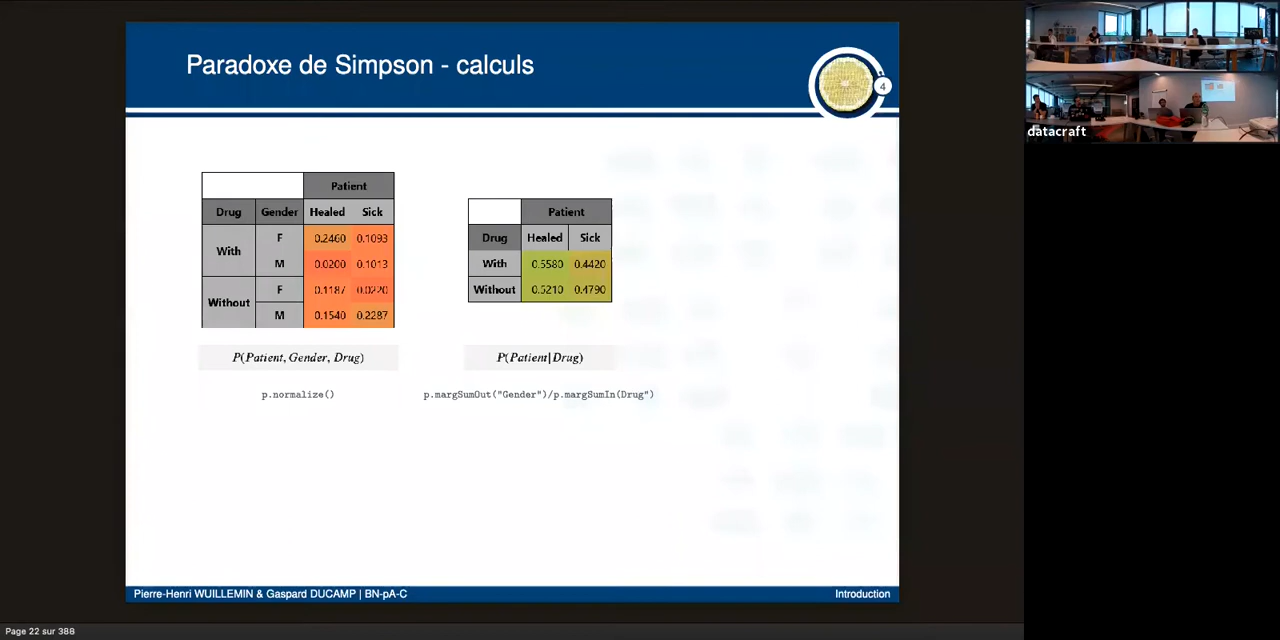 Paradoxe de Simpson - calculs
4
datacraft
Patient
Drug Gender Healed Sick
With F 0.2460 0.1093
M 0.0200 0.1013
Without F 0.1187 0.0220
M 0.1540 0.2287
P(Patient, Gender, Drug)
p.normalize()
Patient
Drug Healed Sick
With 0.5580 0.4420
Without 0.5210 0.4790
P(Patient|Drug)
p.margSumOut("Gender")/p.margSumIn(Drug")
Pierre-Henri WUILLEMIN & Gaspard DUCAMP | BN-pA-C
Introduction
Page 22 sur 388